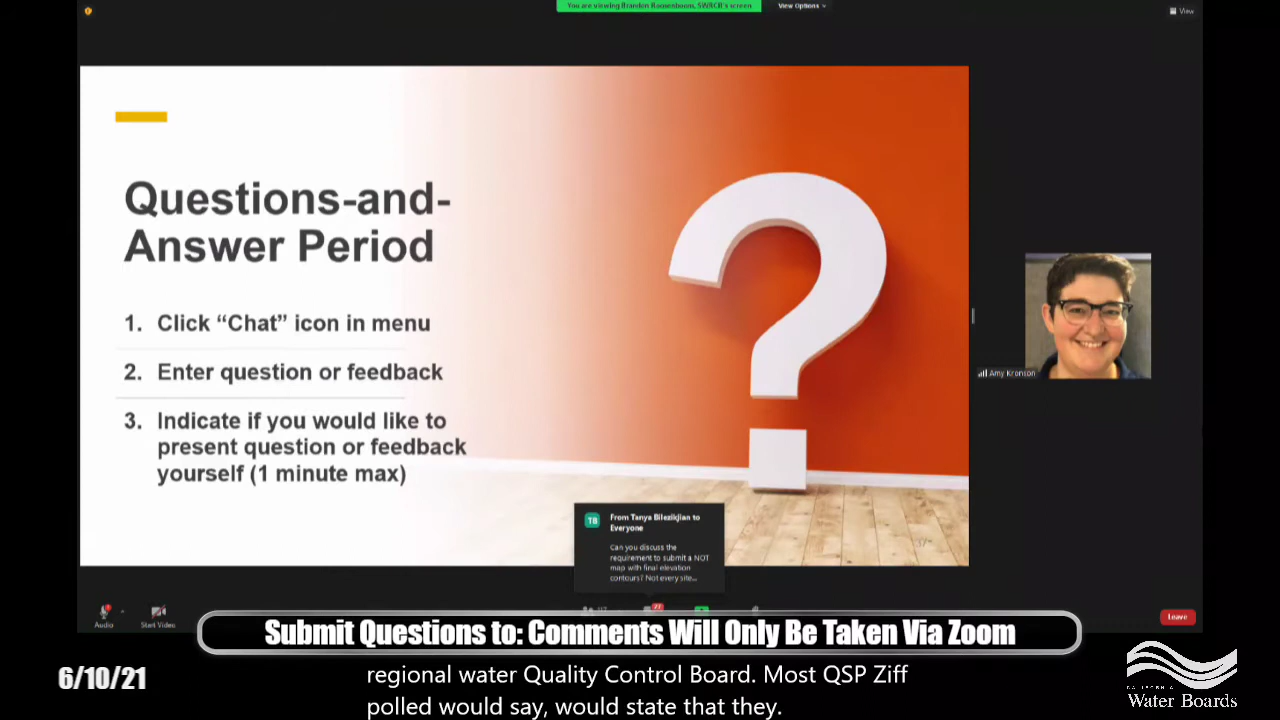 You are viewing Brandon Roosenboom, SWRCB's screen
View Options
View
Questions-and-
Answer Period
1. Click “Chat” icon in menu
2. Enter question or feedback
3. Indicate if you would like to
present question or feedback
yourself (1 minute max)
Amy Kronson
TB
From Tanya Bilezikjian to
Everyone
Can you discuss the
requirement to submit a NOT
map with final elevation
contours? Not every site...
37
Audio
Start Video
Leave
Submit Questions to: Comments Will Only Be Taken Via Zoom
6/10/21
regional water Quality Control Board. Most QSP Ziff
polled would say, would state that they.
CALIFORNIA
Water Boards